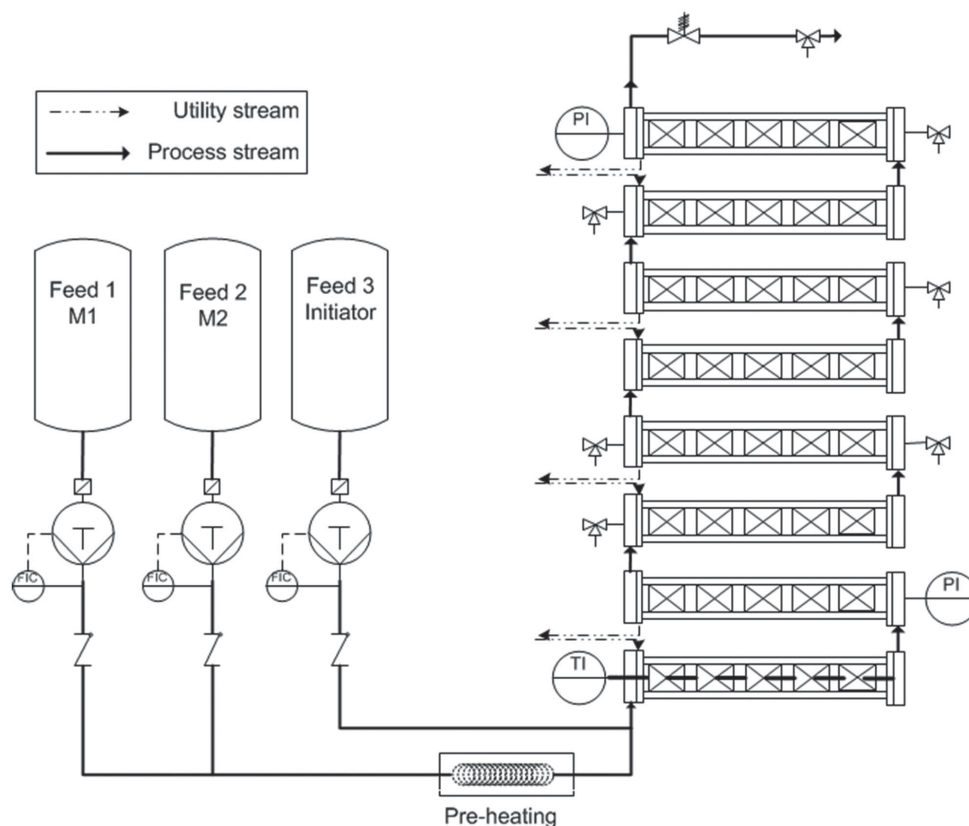 Utility stream
Process stream
PI
Feed 1
M1
Feed 2
M2
Feed 3
Initiator
T
T
T
FIC
FIC
FIC
PI
TI
Pre-heating